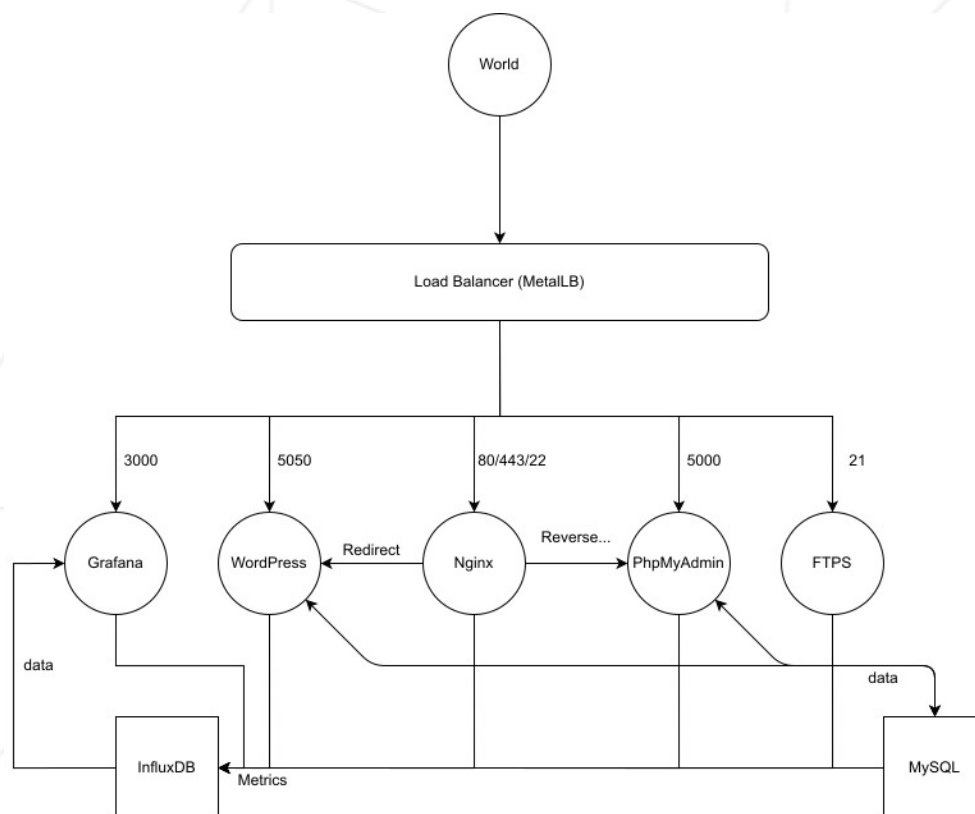 World
Load Balancer (MetalLB)
3000
5050
80/443/22
5000
21
Grafana
WordPress
Redirect
Nginx
Reverse...
PhpMyAdmin
FTPS
data
data
InfluxDB
Metrics
MySQL